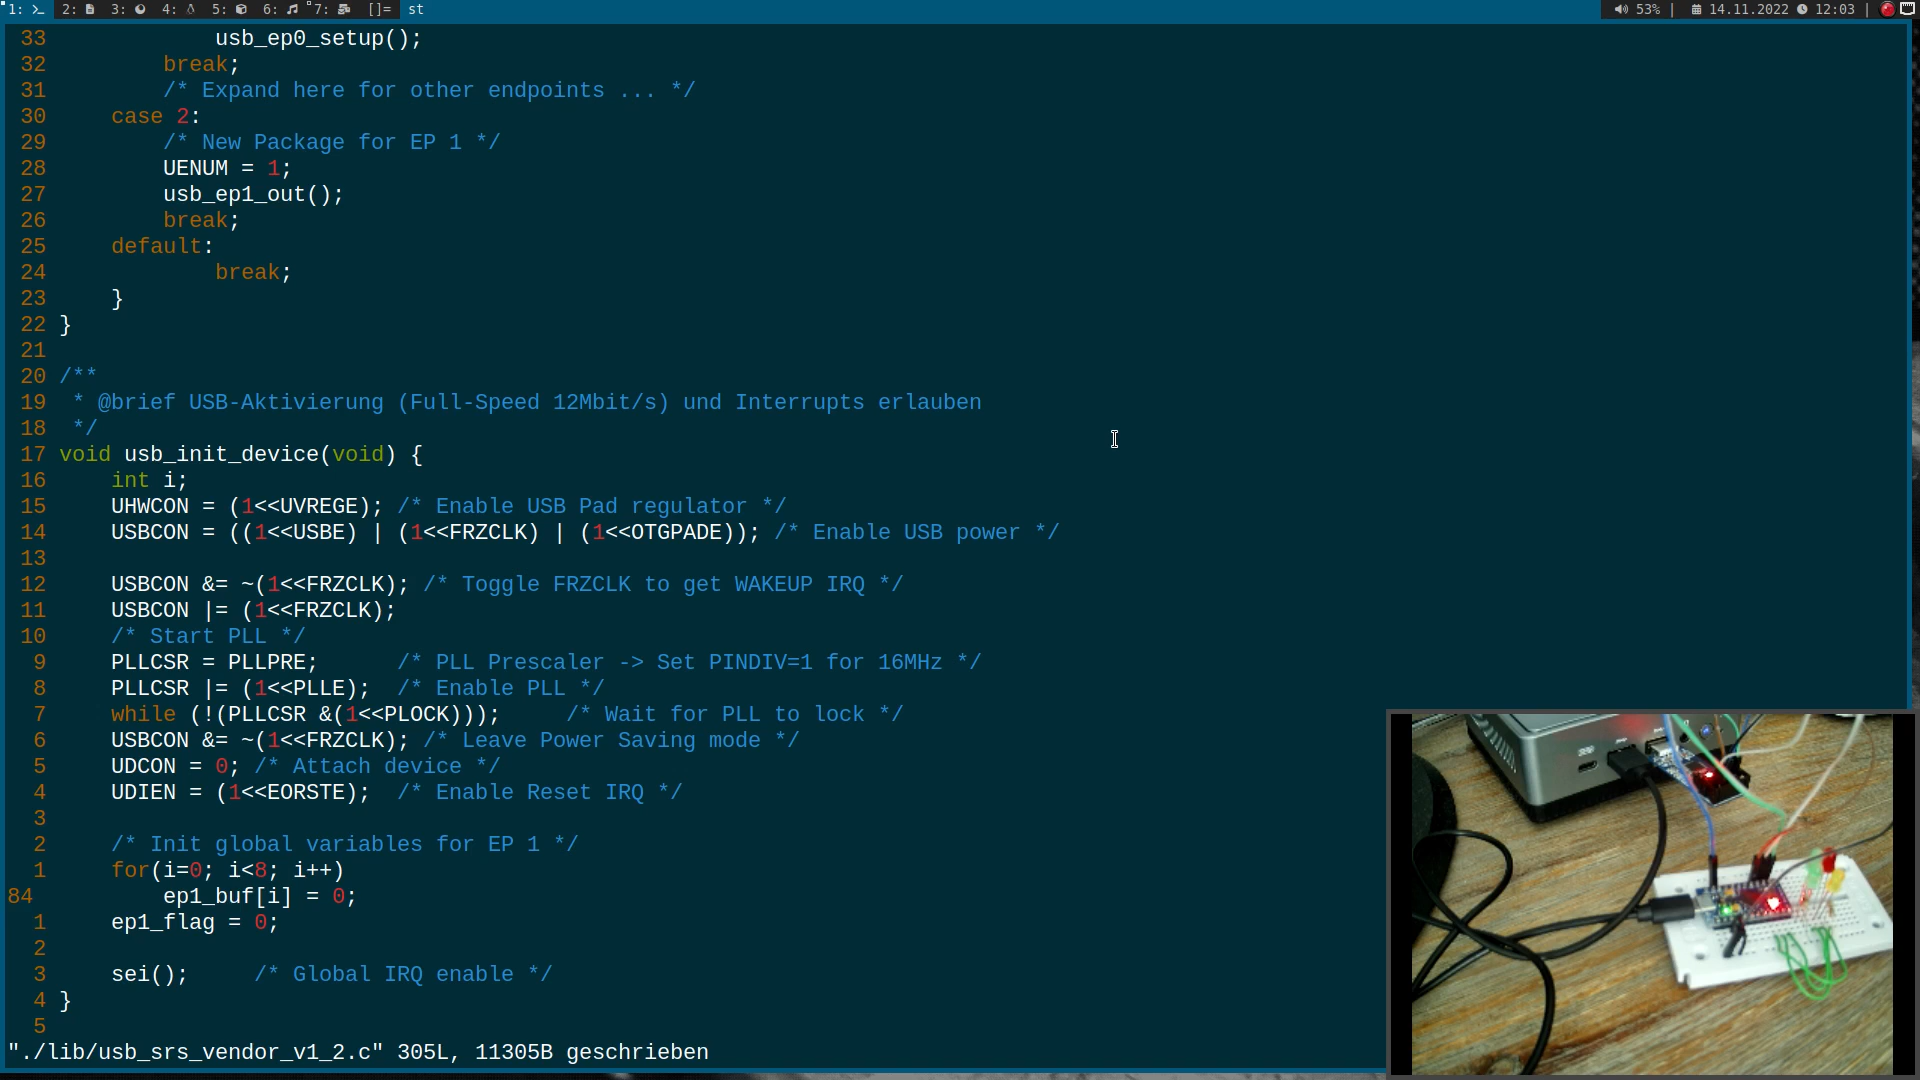 1: 2: 3: 4: 5: 6: 7: []= st 53% | 14.11.2022 12:03 |
33 usb_ep0_setup();
32 break;
31 /* Expand here for other endpoints ... */
30 case 2:
29 /* New Package for EP 1 */
28 UENUM = 1;
27 usb_ep1_out();
26 break;
25 default:
24 break;
23 }
22 }
21
20 /**
19 * @brief USB-Aktivierung (Full-Speed 12Mbit/s) und Interrupts erlauben
18 */
17 void usb_init_device(void) {
16 int i;
15 UHWCON = (1<<UVREGE); /* Enable USB Pad regulator */
14 USBCON = ((1<<USBE) | (1<<FRZCLK) | (1<<OTGPADE)); /* Enable USB power */
13
12 USBCON &= ~(1<<FRZCLK); /* Toggle FRZCLK to get WAKEUP IRQ */
11 USBCON |= (1<<FRZCLK);
10 /* Start PLL */
9 PLLCSR = PLLPRE; /* PLL Prescaler -> Set PINDIV=1 for 16MHz */
8 PLLCSR |= (1<<PLLE); /* Enable PLL */
7 while (!(PLLCSR &(1<<PLOCK))); /* Wait for PLL to lock */
6 USBCON &= ~(1<<FRZCLK); /* Leave Power Saving mode */
5 UDCON = 0; /* Attach device */
4 UDIEN = (1<<EORSTE); /* Enable Reset IRQ */
3
2 /* Init global variables for EP 1 */
1 for(i=0; i<8; i++)
84 ep1_buf[i] = 0;
1 ep1_flag = 0;
2
3 sei(); /* Global IRQ enable */
4 }
5
"./lib/usb_srs_vendor_v1_2.c" 305L, 11305B geschrieben